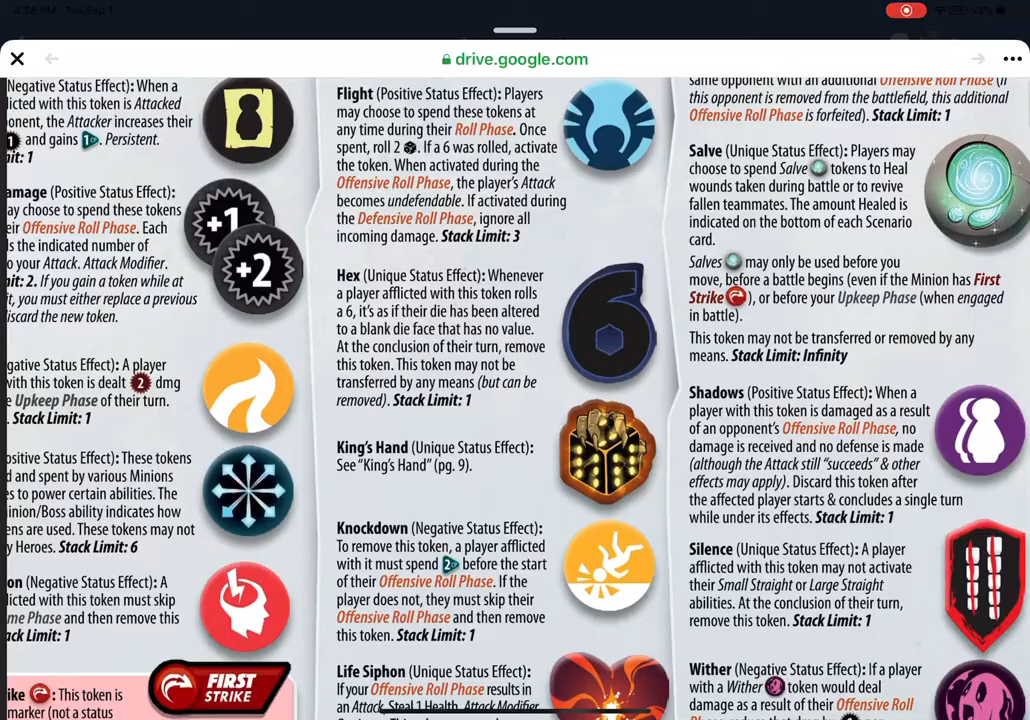 4:58 PM Tue Sep 1
53%
drive.google.com
Negative Status Effect): When a
licted with this token is Attacked
onent, the Attacker increases their
1 and gains 1. Persistent.
nit: 1
amage (Positive Status Effect):
ay choose to spend these tokens
eir Offensive Roll Phase. Each
ls the indicated number of
o your Attack. Attack Modifier.
it: 2. If you gain a token while at
it, you must either replace a previous
iscard the new token.
+1
+2
gative Status Effect): A player
with this token is dealt 2 dmg
e Upkeep Phase of their turn.
. Stack Limit: 1
ositive Status Effect): These tokens
d and spent by various Minions
es to power certain abilities. The
inion/Boss ability indicates how
ens are used. These tokens may not
y Heroes. Stack Limit: 6
on (Negative Status Effect): A
licted with this token must skip
me Phase and then remove this
ack Limit: 1
FIRST
STRIKE
ike : This token is
marker (not a status
Flight (Positive Status Effect): Players
may choose to spend these tokens at
any time during their Roll Phase. Once
spent, roll 2 . If a 6 was rolled, activate
the token. When activated during the
Offensive Roll Phase, the player's Attack
becomes undefendable. If activated during
the Defensive Roll Phase, ignore all
incoming damage. Stack Limit: 3
Hex (Unique Status Effect): Whenever
a player afflicted with this token rolls
a 6, it's as if their die has been altered
to a blank die face that has no value.
At the conclusion of their turn, remove
this token. This token may not be
transferred by any means (but can be
removed). Stack Limit: 1
6
King's Hand (Unique Status Effect):
See "King's Hand" (pg. 9).
Knockdown (Negative Status Effect):
To remove this token, a player afflicted
with it must spend 2 before the start
of their Offensive Roll Phase. If the
player does not, they must skip their
Offensive Roll Phase and then remove
this token. Stack Limit: 1
Life Siphon (Unique Status Effect):
If your Offensive Roll Phase results in
an Attack, Steal 1 Health. Attack Modifier.
same opponent with an additional Offensive Roll Phase (if
this opponent is removed from the battlefield, this additional
Offensive Roll Phase is forfeited). Stack Limit: 1
Salve (Unique Status Effect): Players may
choose to spend Salve tokens to Heal
wounds taken during battle or to revive
fallen teammates. The amount Healed is
indicated on the bottom of each Scenario
card.
Salves may only be used before you
move, before a battle begins (even if the Minion has First
Strike ), or before your Upkeep Phase (when engaged
in battle).
This token may not be transferred or removed by any
means. Stack Limit: Infinity
Shadows (Positive Status Effect): When a
player with this token is damaged as a result
of an opponent's Offensive Roll Phase, no
damage is received and no defense is made
(although the Attack still "succeeds" & other
effects may apply). Discard this token after
the affected player starts & concludes a single turn
while under its effects. Stack Limit: 1
Silence (Unique Status Effect): A player
afflicted with this token may not activate
their Small Straight or Large Straight
abilities. At the conclusion of their turn,
remove this token. Stack Limit: 1
Wither (Negative Status Effect): If a player
with a Wither token would deal
damage as a result of their Offensive Roll